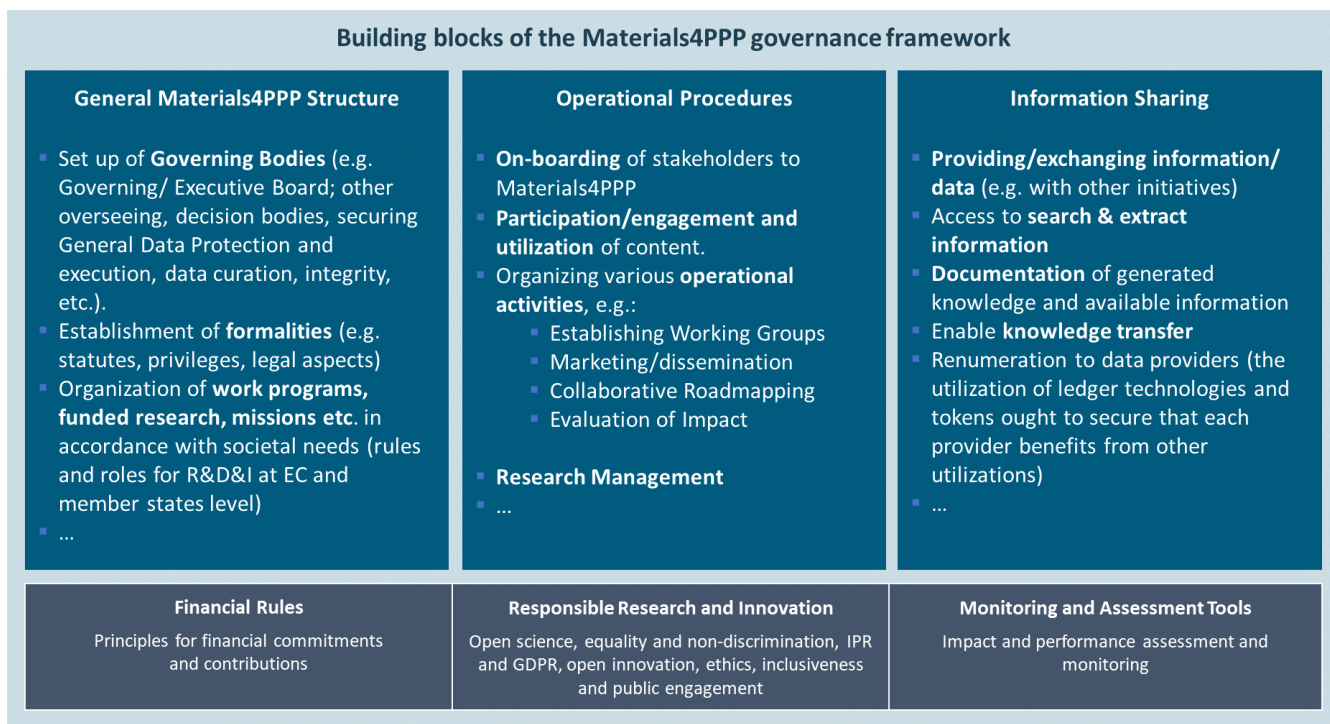 Building blocks of the Materials4PPP governance framework
General Materials4PPP Structure
▪ Set up of Governing Bodies (e.g.
Governing/ Executive Board; other
overseeing, decision bodies, securing
General Data Protection and
execution, data curation, integrity,
etc.).
▪ Establishment of formalities (e.g.
statutes, privileges, legal aspects)
▪ Organization of work programs,
funded research, missions etc. in
accordance with societal needs (rules
and roles for R&D&I at EC and
member states level)
▪ ...
Operational Procedures
▪ On-boarding of stakeholders to
Materials4PPP
▪ Participation/engagement and
utilization of content.
▪ Organizing various operational
activities, e.g.:
▪ Establishing Working Groups
▪ Marketing/dissemination
▪ Collaborative Roadmapping
▪ Evaluation of Impact
▪ Research Management
▪ ...
Information Sharing
▪ Providing/exchanging information/
data (e.g. with other initiatives)
▪ Access to search & extract
information
▪ Documentation of generated
knowledge and available information
▪ Enable knowledge transfer
▪ Renumeration to data providers (the
utilization of ledger technologies and
tokens ought to secure that each
provider benefits from other
utilizations)
▪ ...
Financial Rules
Principles for financial commitments
and contributions
Responsible Research and Innovation
Open science, equality and non-discrimination, IPR
and GDPR, open innovation, ethics, inclusiveness
and public engagement
Monitoring and Assessment Tools
Impact and performance assessment and
monitoring